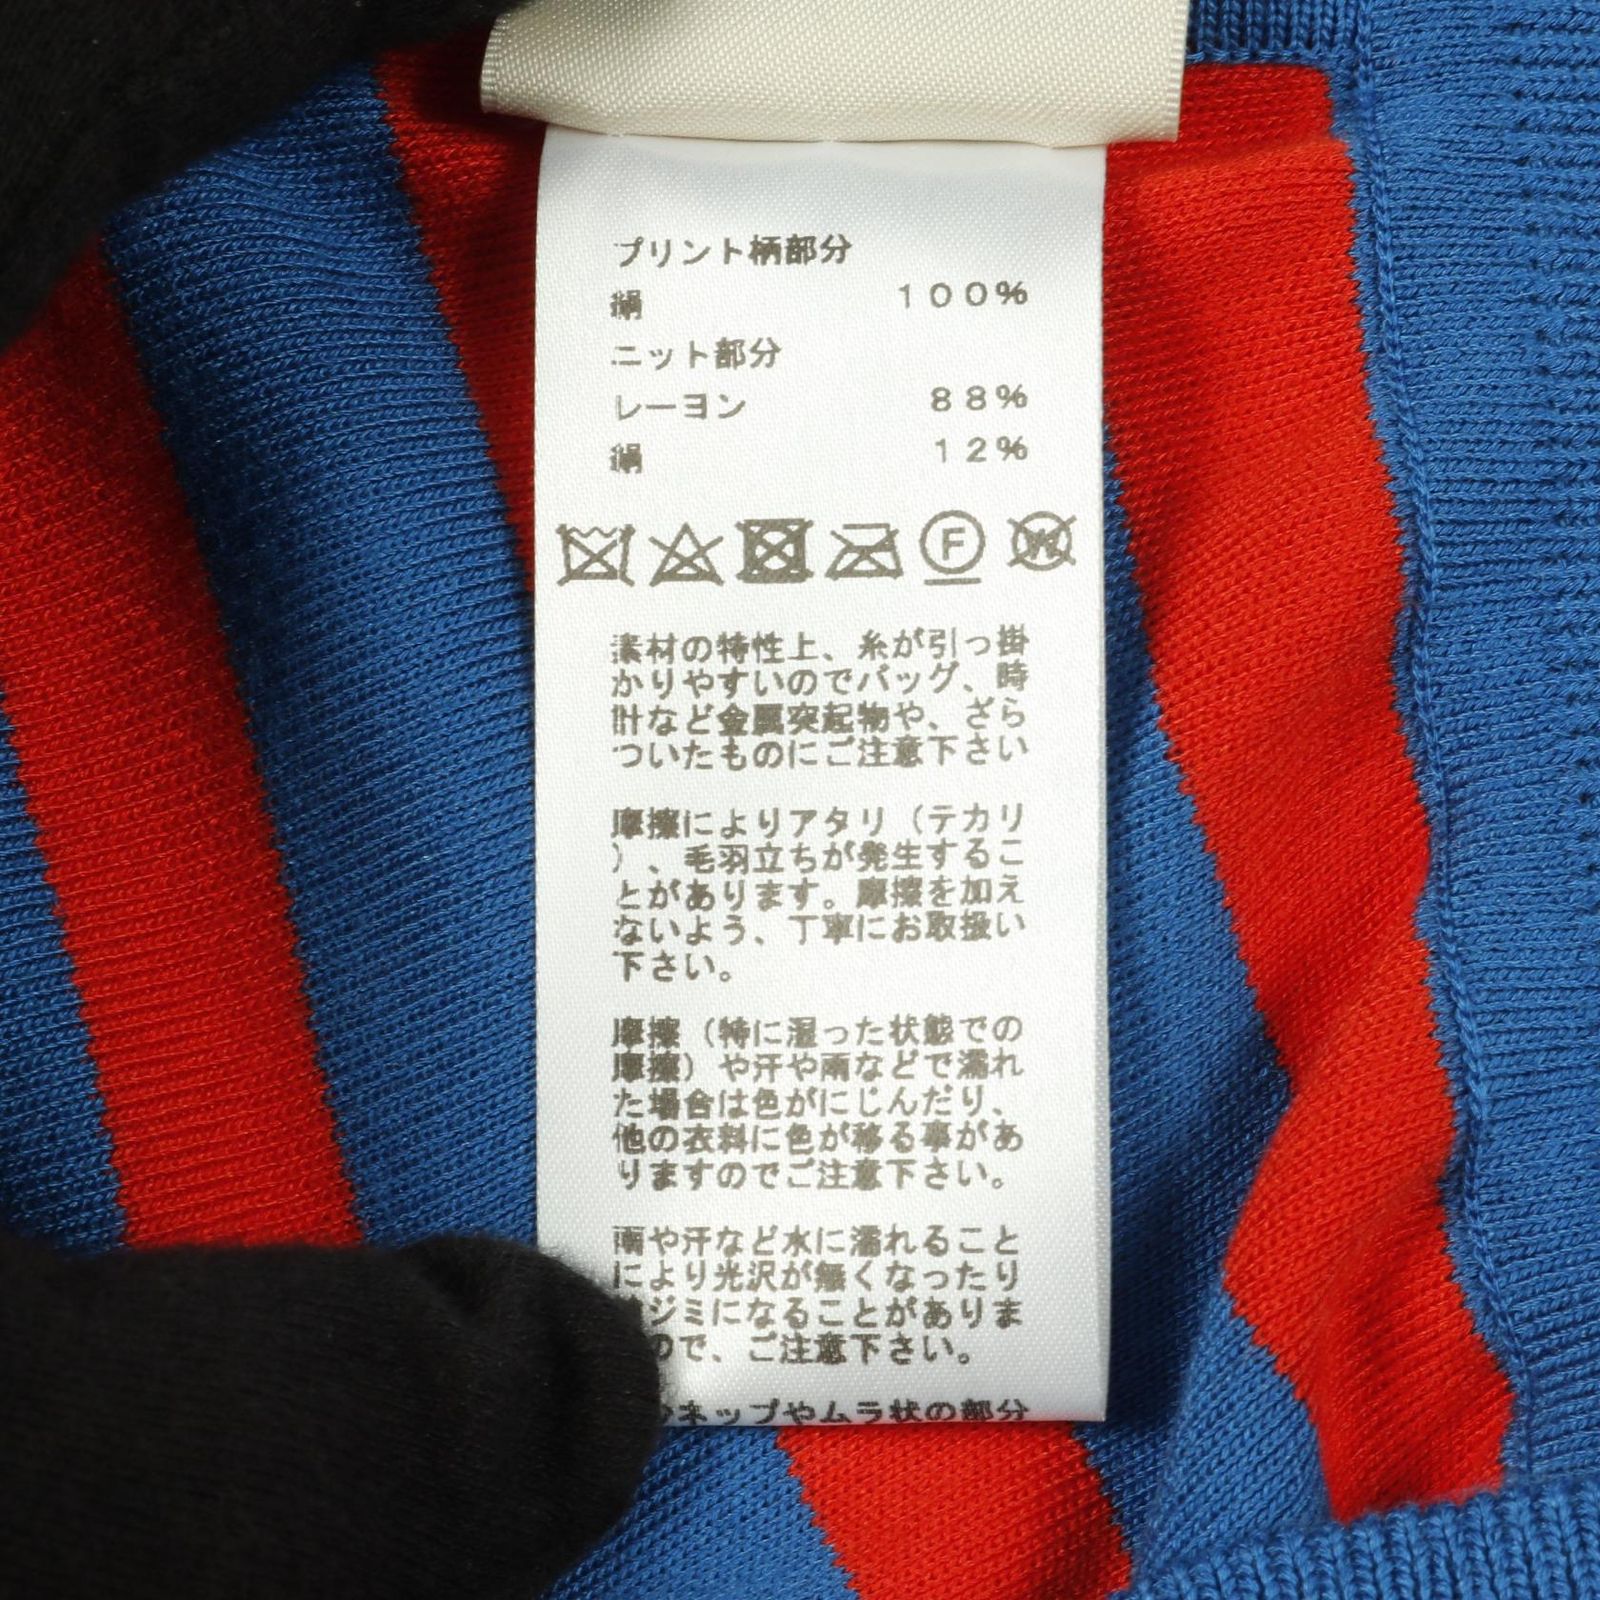 プリント柄部分
絹 100%
ニット部分
レーヨン 88%
絹 12%
F W
素材の特性上、糸が引っ掛
かりやすいのでバッグ、時
計など金属突起物や、ざら
ついたものにご注意下さい
摩擦によりアタリ（テカリ
）、毛羽立ちが発生するこ
とがあります。摩擦を加え
ないよう、丁寧にお取扱い
下さい。
摩擦（特に湿った状態での
摩擦）や汗や雨などで濡れ
た場合は色がにじんだり、
他の衣料に色が移る事があ
りますのでご注意下さい。
雨や汗など水に濡れること
により光沢が無くなったり
ジミになることがありま
ので、ご注意下さい。
ネップやムラ状の部分